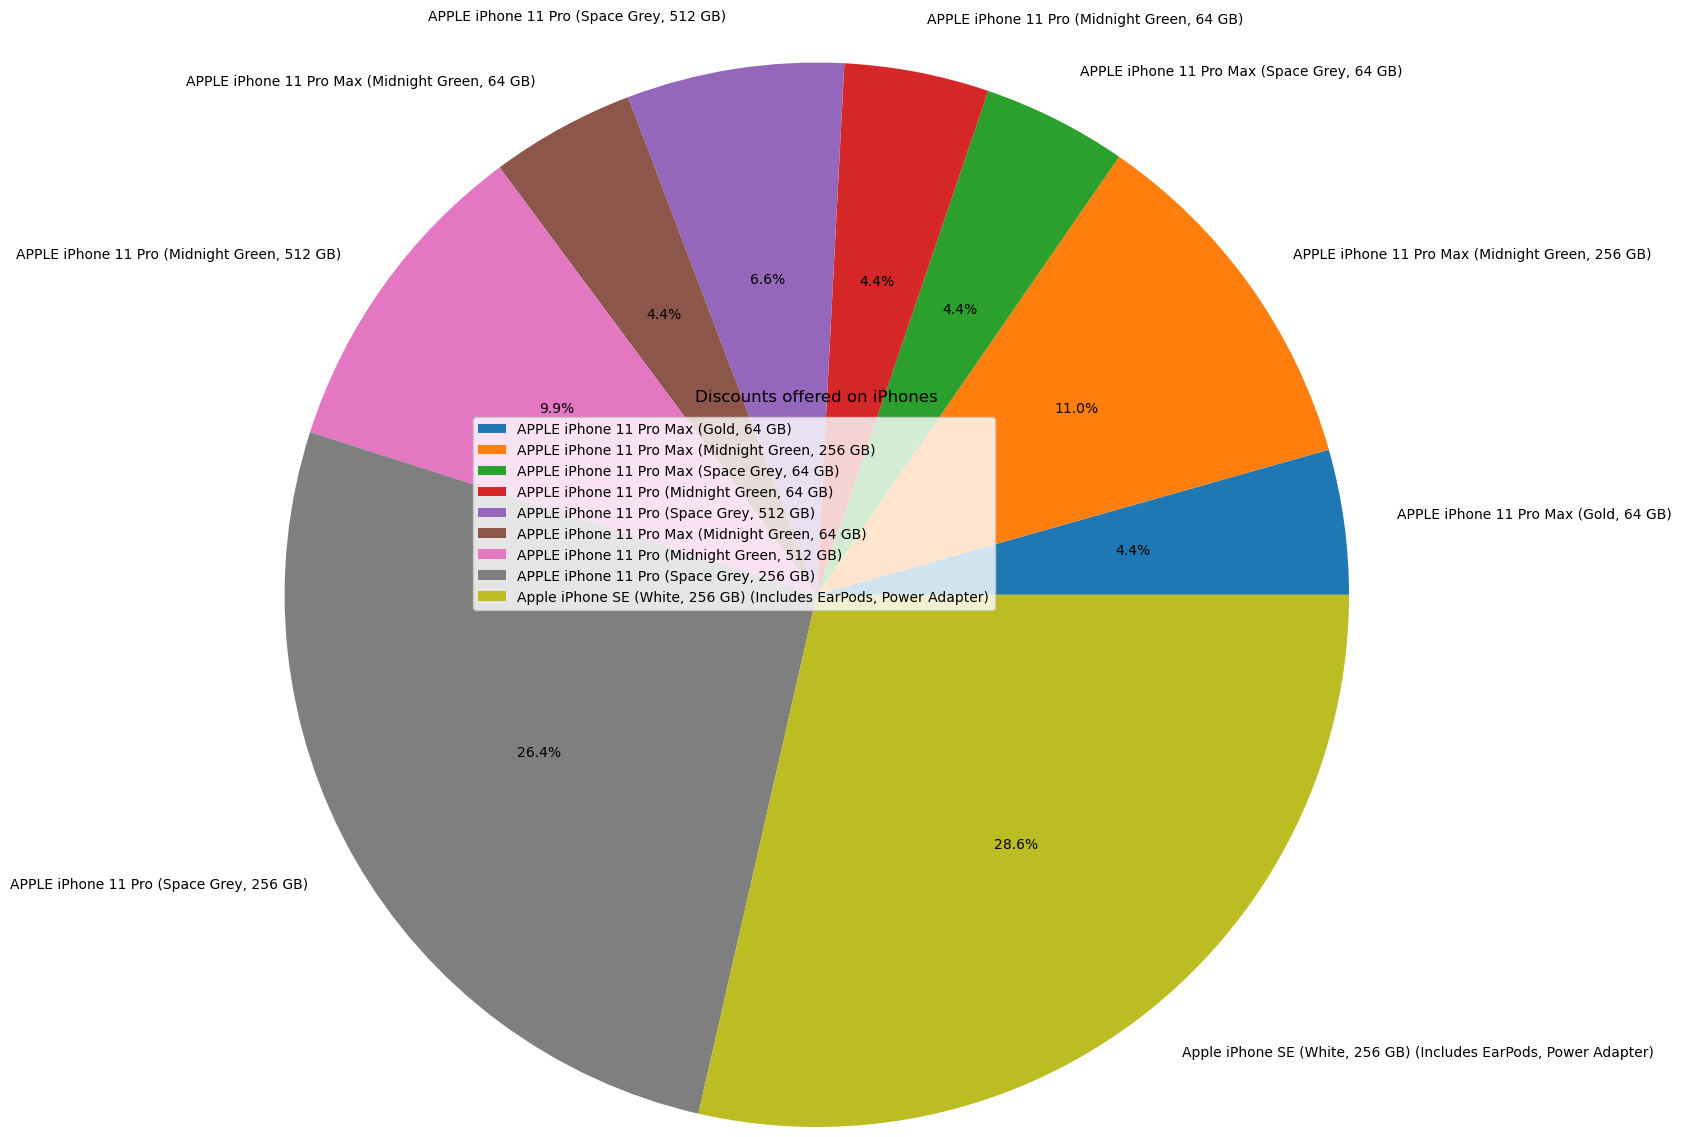 APPLE iPhone 11 Pro (Space Grey, 512 GB)
APPLE iPhone 11 Pro (Midnight Green, 64 GB)
APPLE iPhone 11 Pro Max (Space Grey, 64 GB)
APPLE iPhone 11 Pro Max (Midnight Green, 64 GB)
APPLE iPhone 11 Pro (Midnight Green, 512 GB)
APPLE iPhone 11 Pro Max (Midnight Green, 256 GB)
6.6%
4.4%
4.4%
4.4%
9.9%
11.0%
Discounts offered on iPhones
APPLE iPhone 11 Pro Max (Gold, 64 GB)
APPLE iPhone 11 Pro Max (Midnight Green, 256 GB)
APPLE iPhone 11 Pro Max (Space Grey, 64 GB)
APPLE iPhone 11 Pro (Midnight Green, 64 GB)
APPLE iPhone 11 Pro (Space Grey, 512 GB)
APPLE iPhone 11 Pro Max (Midnight Green, 64 GB)
APPLE iPhone 11 Pro (Midnight Green, 512 GB)
APPLE iPhone 11 Pro (Space Grey, 256 GB)
Apple iPhone SE (White, 256 GB) (Includes EarPods, Power Adapter)
APPLE iPhone 11 Pro Max (Gold, 64 GB)
4.4%
26.4%
28.6%
APPLE iPhone 11 Pro (Space Grey, 256 GB)
Apple iPhone SE (White, 256 GB) (Includes EarPods, Power Adapter)